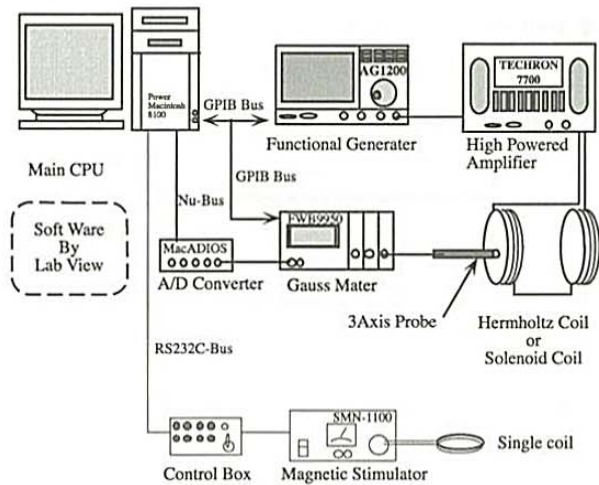 TECHRON
7700
AG1200
Power
Macintosh
8100
GPIB Bus
Functional Generater
High Powered
Amplifier
Main CPU
GPIB Bus
Nu-Bus
Soft Ware
By
Lab View
FWB9950
MacADIOS
A/D Converter
Gauss Mater
3Axis Probe
Hermholtz Coil
or
Solenoid Coil
RS232C-Bus
SMN-1100
Single coil
Control Box
Magnetic Stimulator